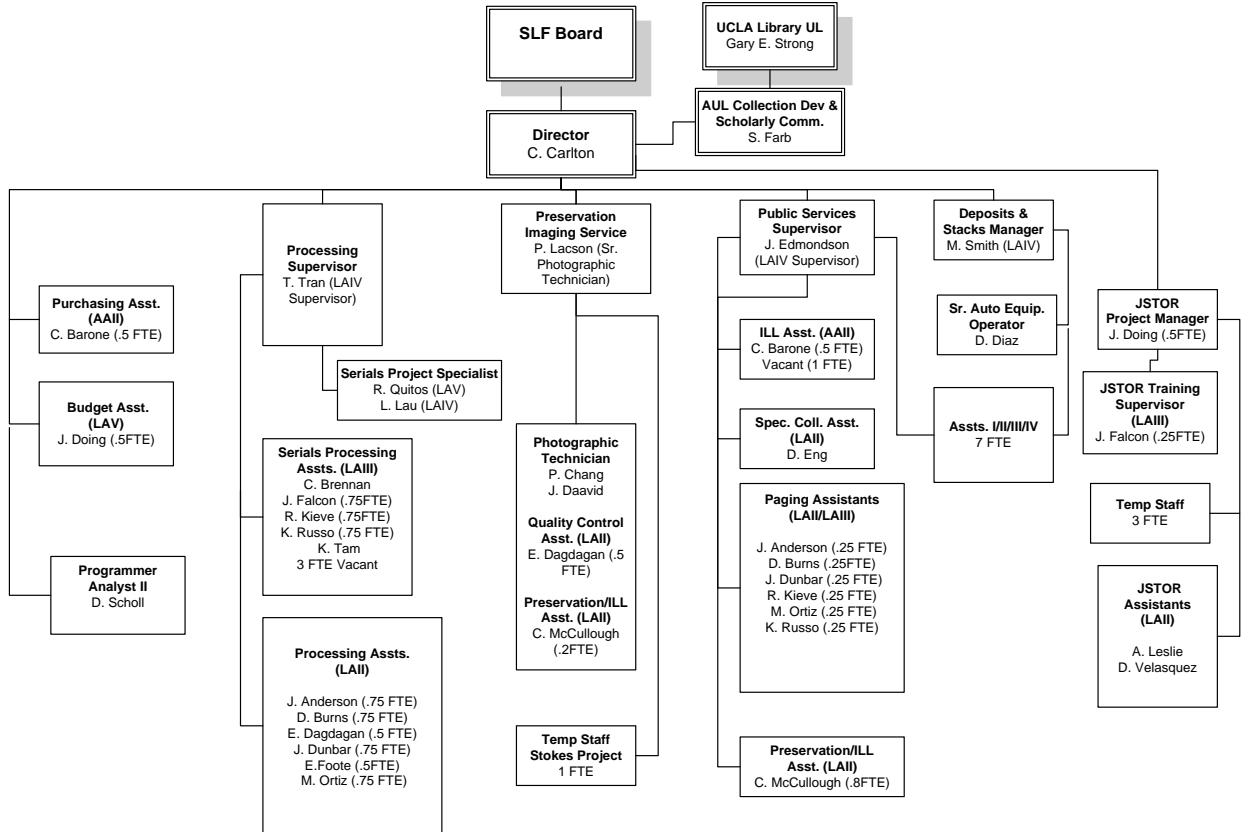 SLF Board
UCLA Library UL
Gary E. Strong
AUL Collection Dev &
Scholarly Comm.
S. Farb
Director
C. Carlton
Purchasing Asst.
(AAII)
C. Barone (.5 FTE)
Budget Asst.
(LAV)
J. Doing (.5FTE)
Programmer
Analyst II
D. Scholl
Processing
Supervisor
T. Tran (LAIV
Supervisor)
Serials Project Specialist
R. Quitos (LAV)
L. Lau (LAIV)
Serials Processing
Assts. (LAIII)
C. Brennan
J. Falcon (.75FTE)
R. Kieve (.75FTE)
K. Russo (.75 FTE)
K. Tam
3 FTE Vacant
Processing Assts.
(LAII)
J. Anderson (.75 FTE)
D. Burns (.75 FTE)
E. Dagdagan (.5 FTE)
J. Dunbar (.75 FTE)
E.Foote (.5FTE)
M. Ortiz (.75 FTE)
Preservation
Imaging Service
P. Lacson (Sr.
Photographic
Technician)
Photographic
Technician
P. Chang
J. Daavid
Quality Control
Asst. (LAII)
E. Dagdagan (.5
FTE)
Preservation/ILL
Asst. (LAII)
C. McCullough
(.2FTE)
Temp Staff
Stokes Project
1 FTE
Public Services
Supervisor
J. Edmondson
(LAIV Supervisor)
ILL Asst. (AAII)
C. Barone (.5 FTE)
Vacant (1 FTE)
Spec. Coll. Asst.
(LAII)
D. Eng
Paging Assistants
(LAII/LAIII)
J. Anderson (.25 FTE)
D. Burns (.25FTE)
J. Dunbar (.25 FTE)
R. Kieve (.25 FTE)
M. Ortiz (.25 FTE)
K. Russo (.25 FTE)
Preservation/ILL
Asst. (LAII)
C. McCullough (.8FTE)
Deposits &
Stacks Manager
M. Smith (LAIV)
Sr. Auto Equip.
Operator
D. Diaz
Assts. I/II/III/IV
7 FTE
JSTOR
Project Manager
J. Doing (.5FTE)
JSTOR Training
Supervisor
(LAIII)
J. Falcon (.25FTE)
Temp Staff
3 FTE
JSTOR
Assistants
(LAII)
A. Leslie
D. Velasquez